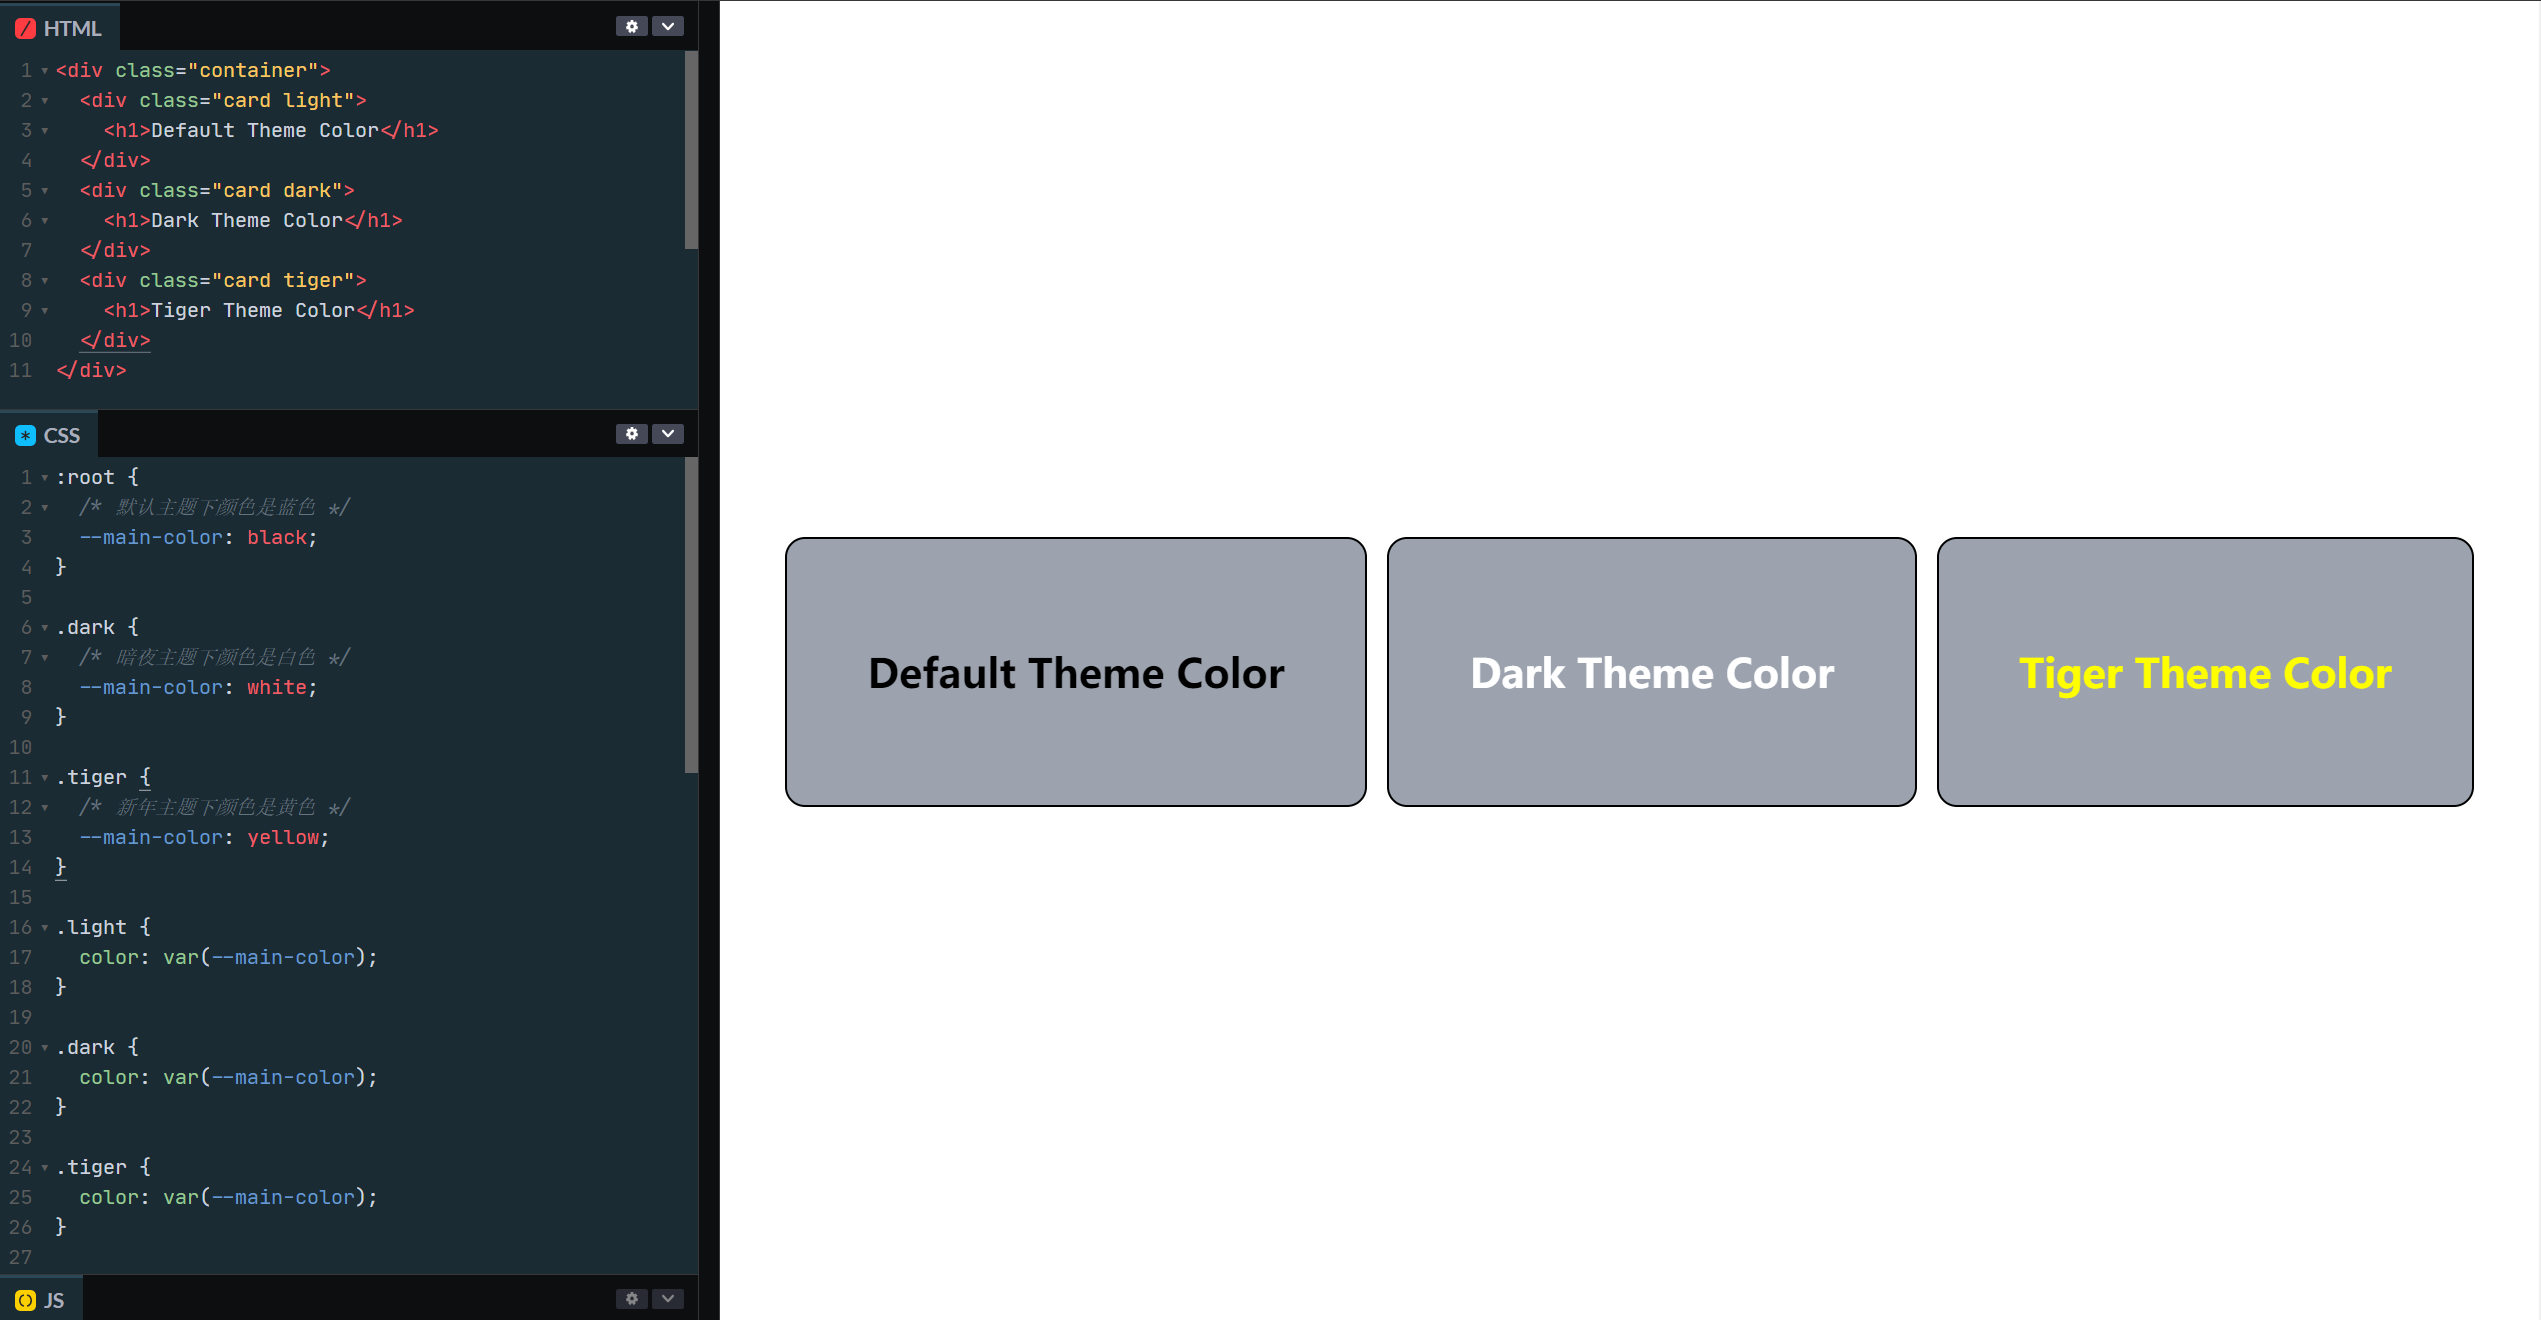 HTML
1 <div class="container">
2 <div class="card light">
3 <h1>Default Theme Color</h1>
4 </div>
5 <div class="card dark">
6 <h1>Dark Theme Color</h1>
7 </div>
8 <div class="card tiger">
9 <h1>Tiger Theme Color</h1>
10 </div>
11 </div>
CSS
1 :root {
2 /* 默认主题下颜色是蓝色 */
3 --main-color: black;
4 }
5
6 .dark {
7 /* 暗夜主题下颜色是白色 */
8 --main-color: white;
9 }
10
11 .tiger {
12 /* 新年主题下颜色是黄色 */
13 --main-color: yellow;
14 }
15
16 .light {
17 color: var(--main-color);
18 }
19
20 .dark {
21 color: var(--main-color);
22 }
23
24 .tiger {
25 color: var(--main-color);
26 }
27
JS
Default Theme Color
Dark Theme Color
Tiger Theme Color